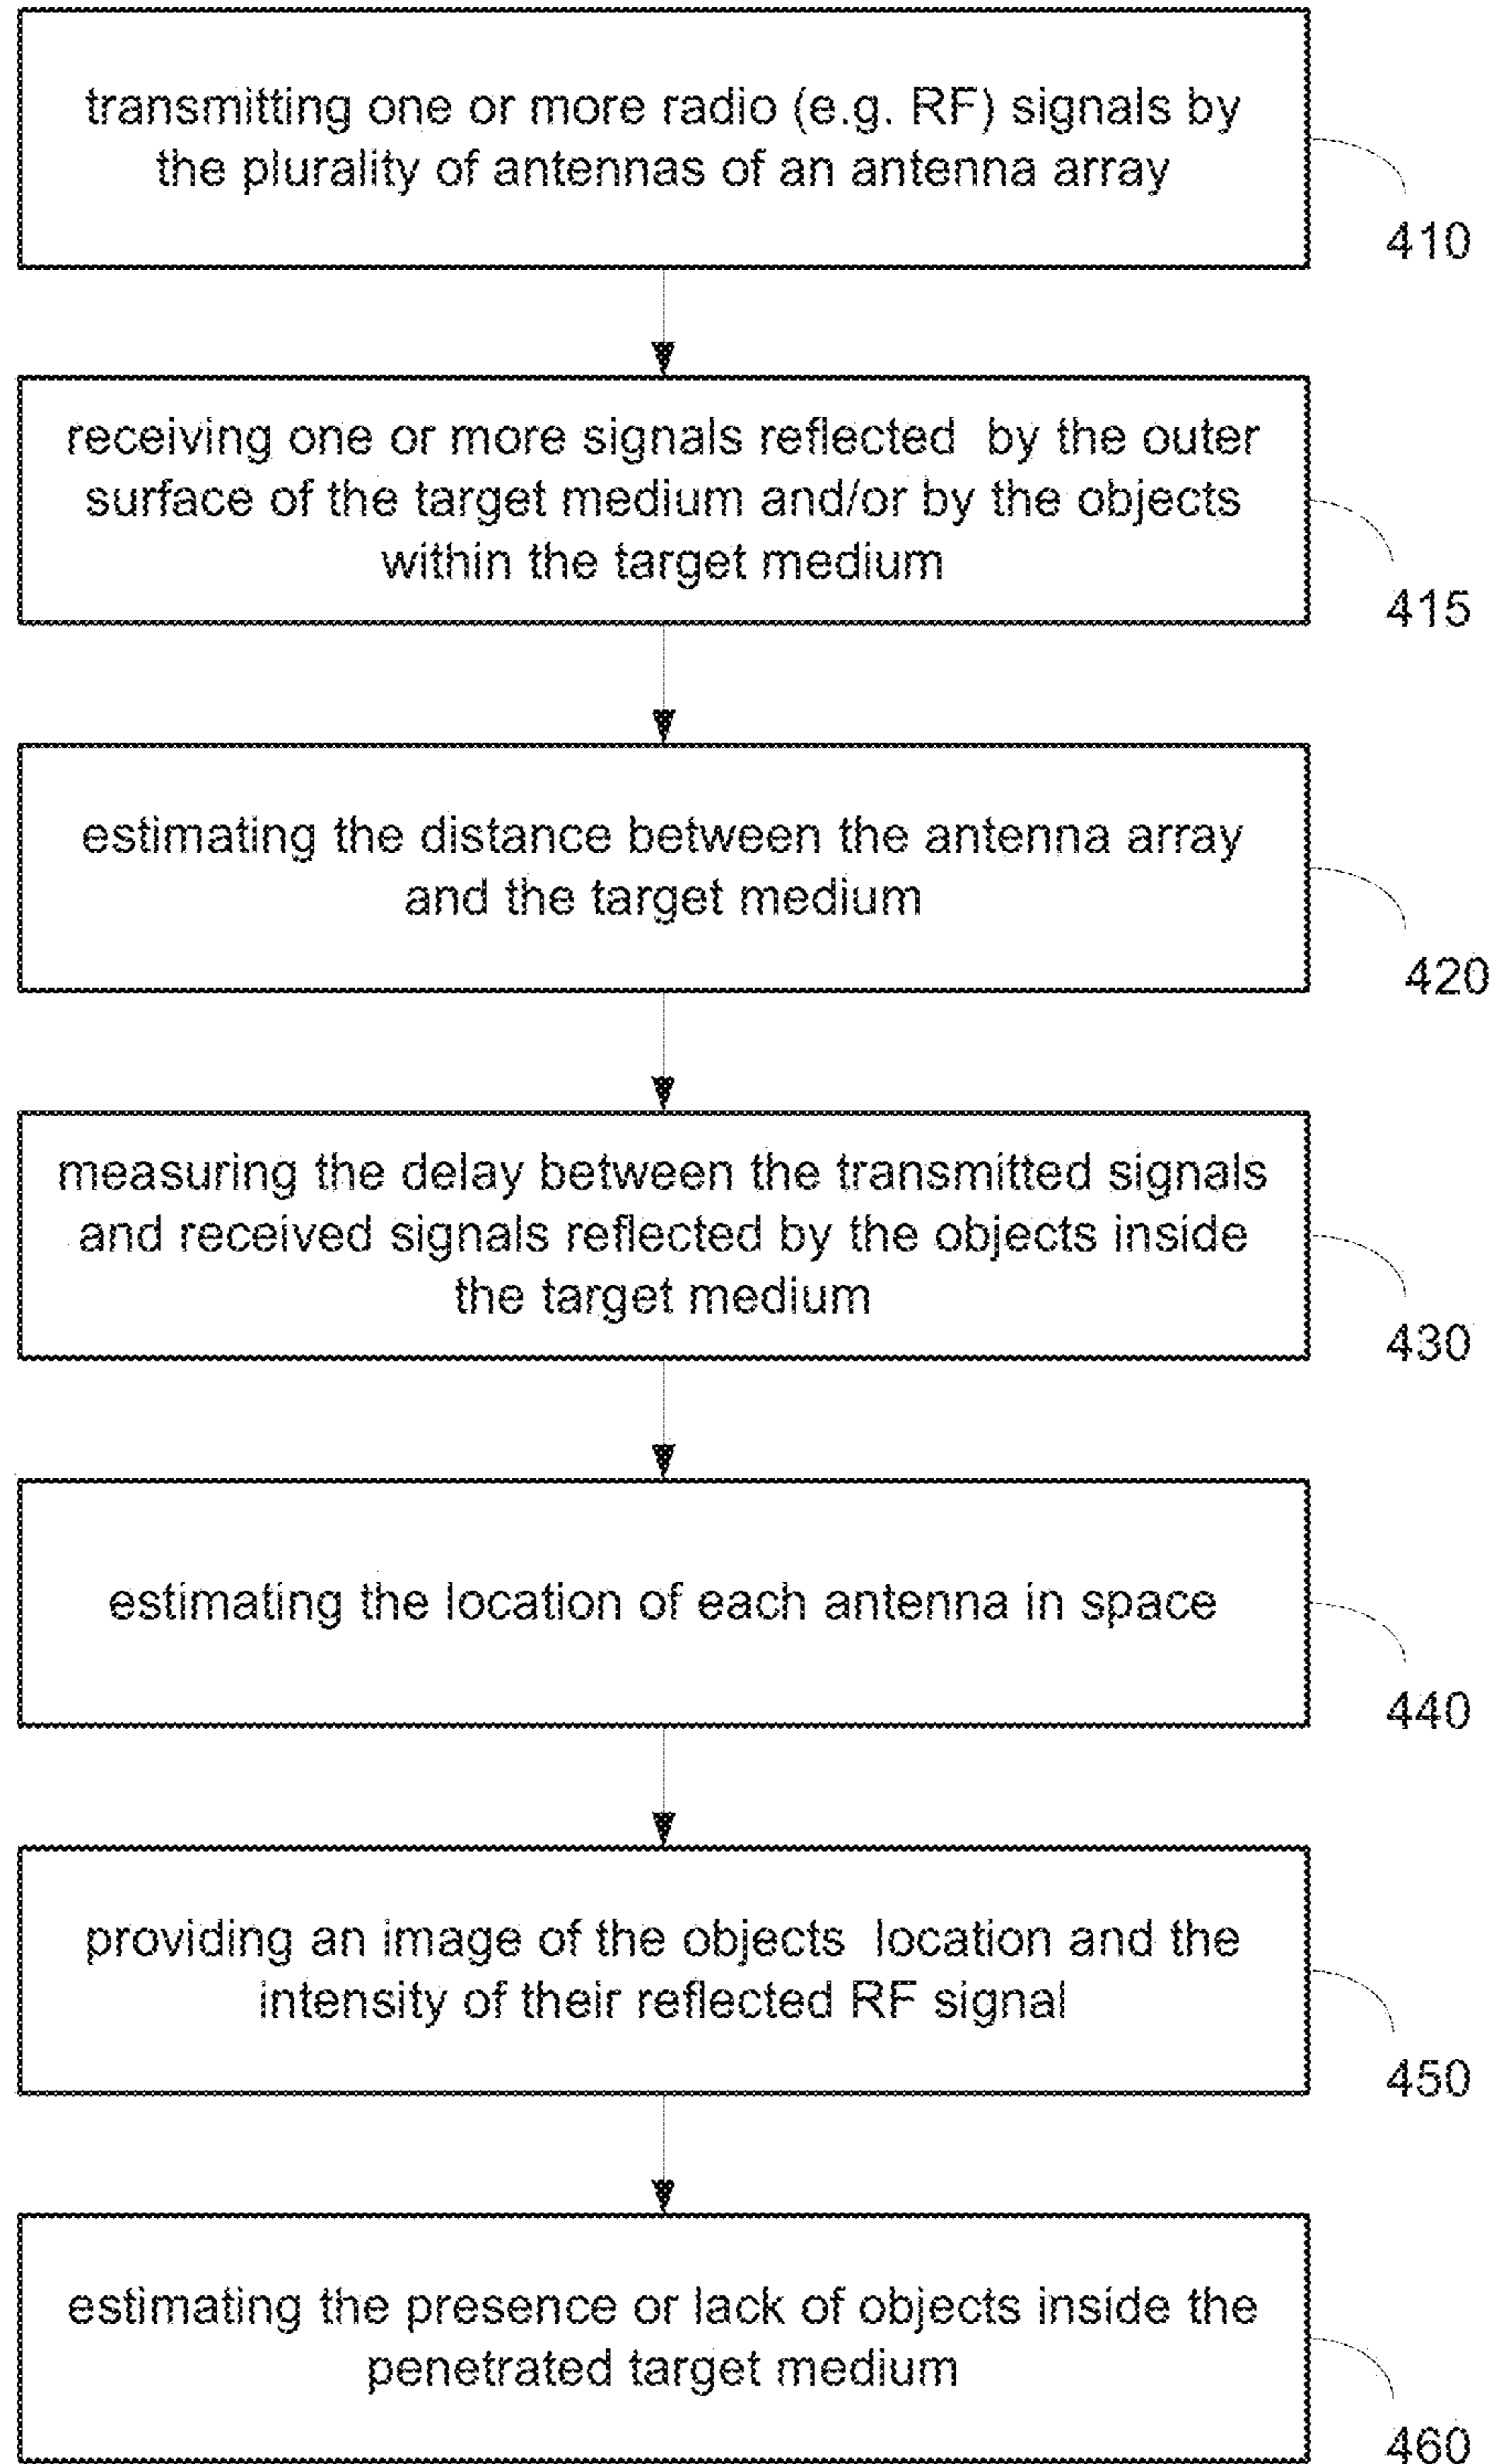 transmitting one or more radio (e.g. RF) signals by
the plurality of antennas of an antenna array
410
receiving one or more signals reflected by the outer
surface of the target medium and/or by the objects
within the target medium
415
estimating the distance between the antenna array
and the target medium
420
measuring the delay between the transmitted signals
and received signals reflected by the objects inside
the target medium
430
estimating the location of each antenna in space
440
providing an image of the objects location and the
intensity of their reflected RF signal
450
estimating the presence or lack of objects inside the
penetrated target medium
460